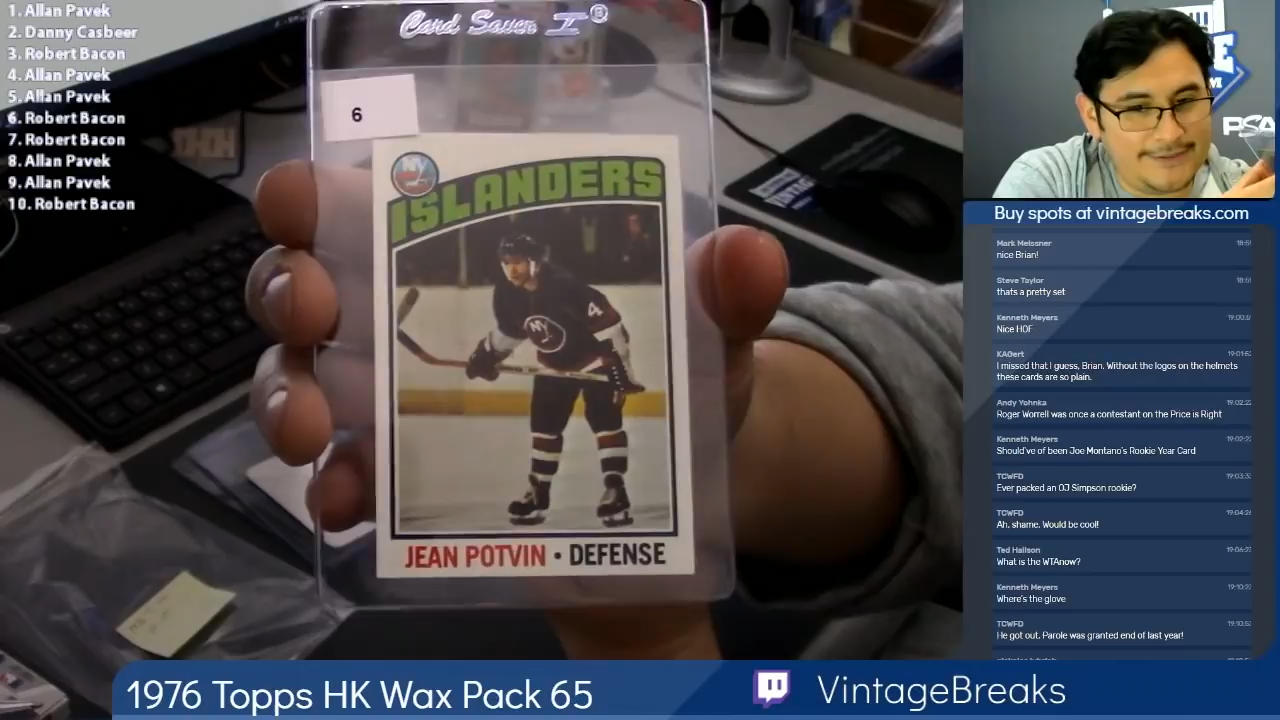 1. Allan Pavek
2. Danny Casbeer
3. Robert Bacon
4. Allan Pavek
5. Allan Pavek
6. Robert Bacon
7. Robert Bacon
8. Allan Pavek
9. Allan Pavek
10. Robert Bacon
Card Saver I®
6
NY
ISLANDERS
4
NY
JEAN POTVIN • DEFENSE
PSA
Buy spots at vintagebreaks.com
Mark Meissner
nice Brian!
Steve Taylor
thats a pretty set
Kenneth Meyers
Nice HOF
KAGert
I missed that I guess, Brian. Without the logos on the helmets
these cards are so plain.
Andy Yohnka
Roger Worrell was once a contestant on the Price is Right
Kenneth Meyers
Should've of been Joe Montano's Rookie Year Card
TCWFD
Ever packed an OJ Simpson rookie?
TCWFD
Ah, shame. Would be cool!
Ted Hallson
What is the WTAnow?
Kenneth Meyers
Where's the glove
TCWFD
He got out. Parole was granted end of last year!
1976 Topps HK Wax Pack 65
VintageBreaks